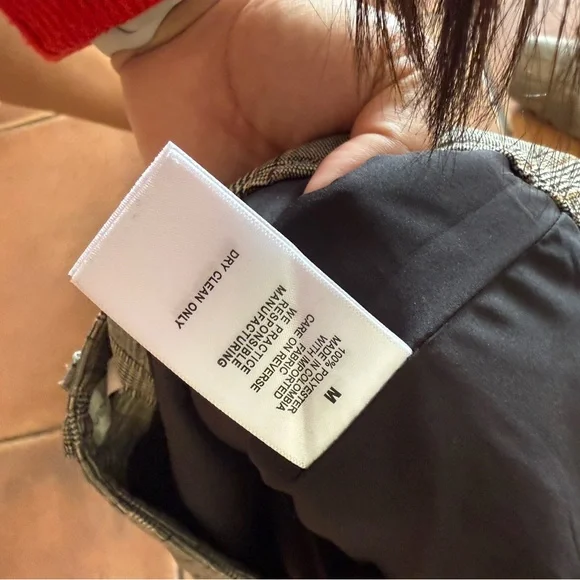 M
100% POLYESTER
MADE IN COLOMBIA
WITH IMPORTED
FABRIC
CARE ON REVERSE
WE PRACTICE
RESPONSIBLE
MANUFACTURING
DRY CLEAN ONLY